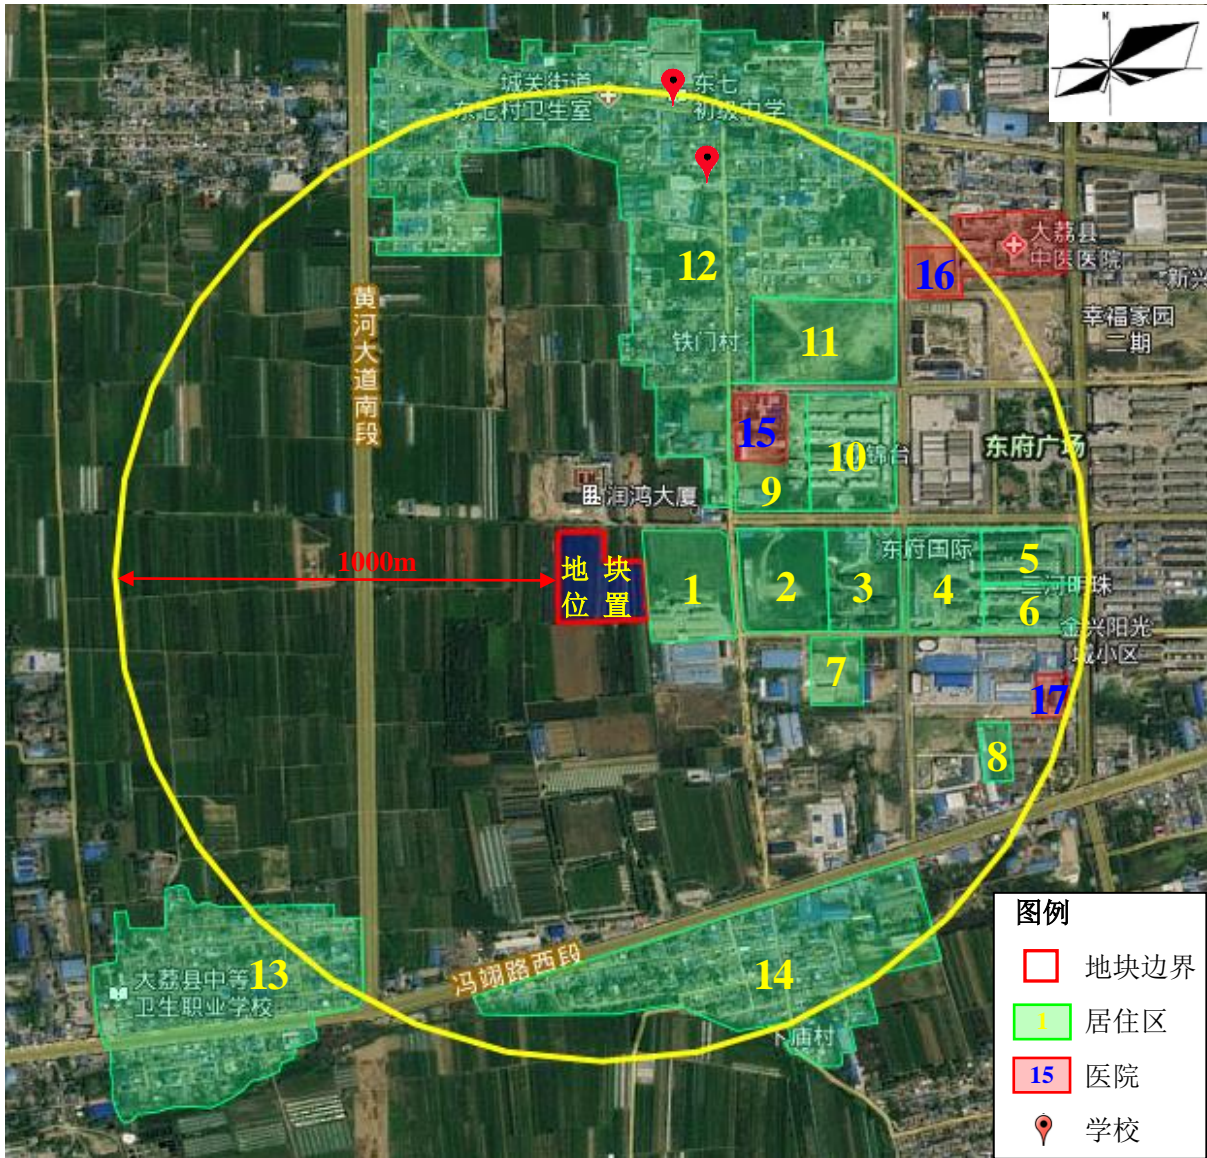 N
城关街道
东七村卫生室
东七
初级中学
大荔县
中医医院
16
新兴
12
黄河大道南段
幸福家园
二期
铁门村
11
15
10
锦台
东府广场
9
润鸿大厦
东府国际
1000m
地块
位置
1
2
3
4
5
三河明珠
6
金兴阳光
城小区
7
17
8
13
大荔县中等
卫生职业学校
冯翊路西段
14
卜庙村
图例
地块边界
1 居住区
15 医院
学校